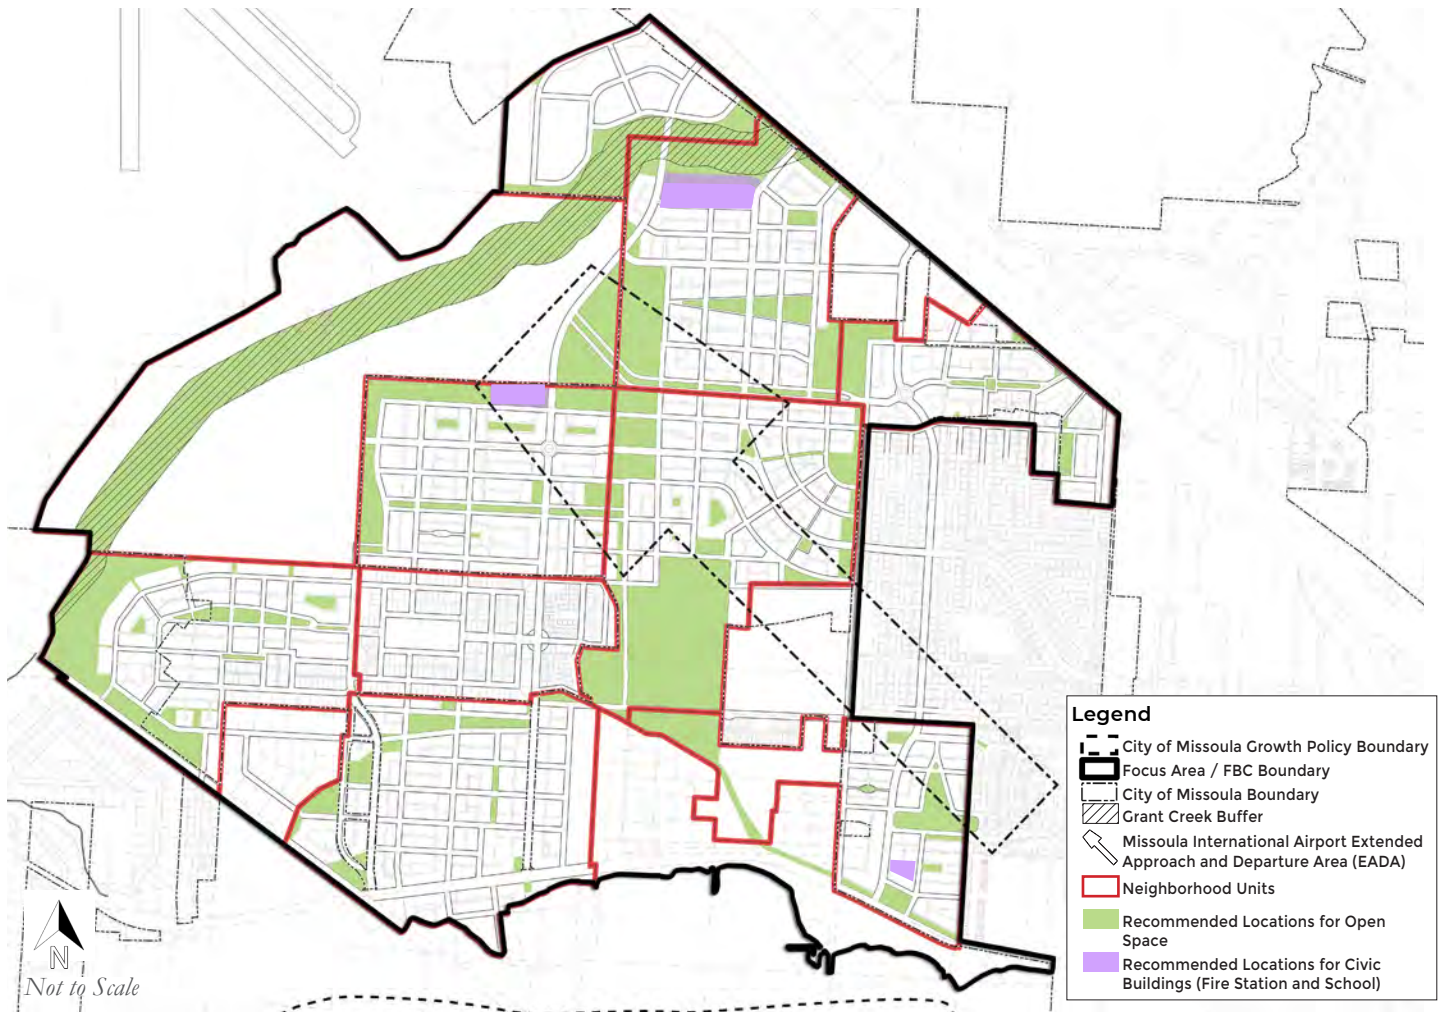 Legend
City of Missoula Growth Policy Boundary
Focus Area / FBC Boundary
City of Missoula Boundary
Grant Creek Buffer
Missoula International Airport Extended
Approach and Departure Area (EADA)
Neighborhood Units
Recommended Locations for Open
Space
Recommended Locations for Civic
Buildings (Fire Station and School)
N
Not to Scale